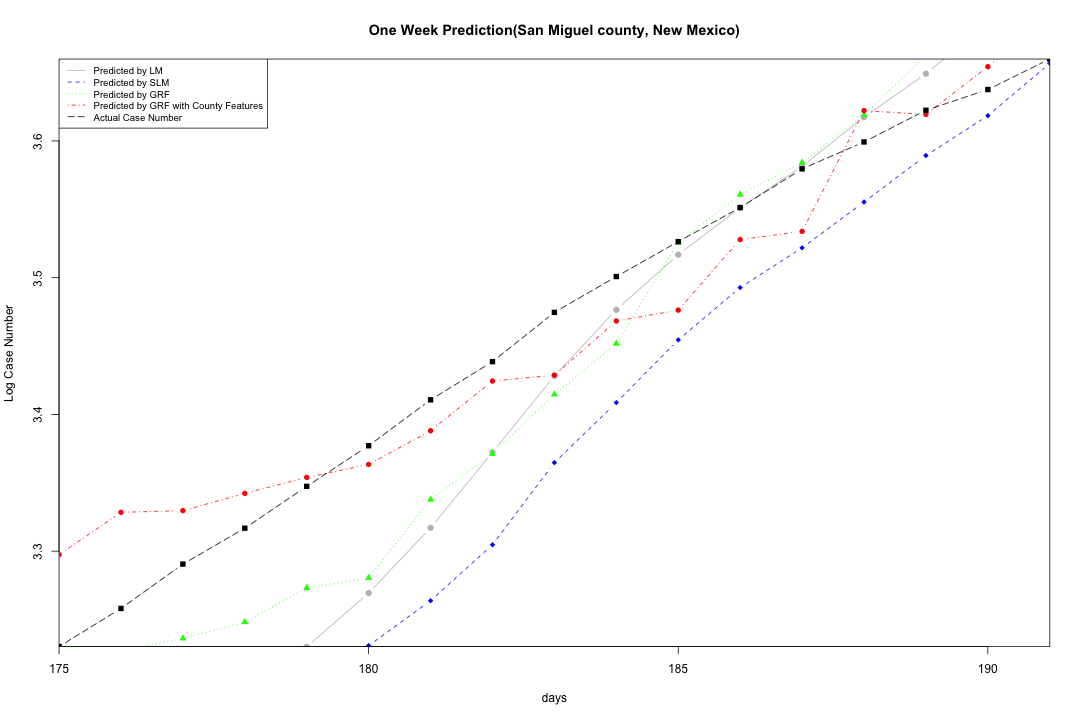 One Week Prediction(San Miguel county, New Mexico)
Predicted by LM
Predicted by SLM
Predicted by GRF
Predicted by GRF with County Features
Actual Case Number
Log Case Number
3.6
3.5
3.4
3.3
175
180
185
190
days